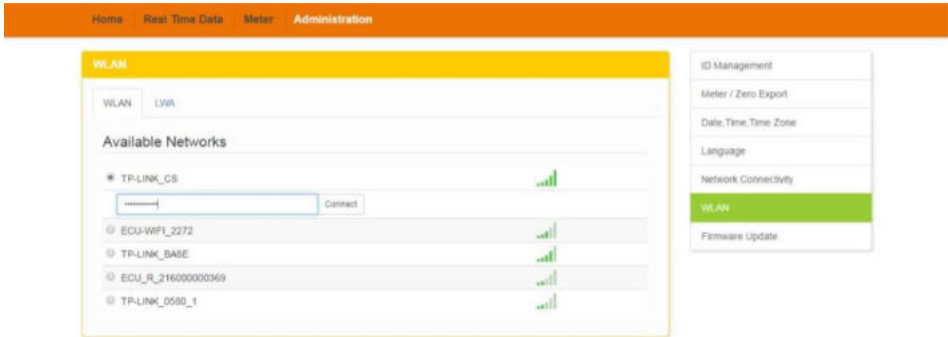 Home Real Time Data Meter Administration
WLAN
WLAN LWA
Available Networks
TP-LINK_CS
Connect
ECU-WIFI_2272
TP-LINK_BA6E
ECU_R_216000000369
TP-LINK_0580_1
ID Management
Meter / Zero Export
Date,Time,Time Zone
Language
Network Connectivity
WLAN
Firmware Update